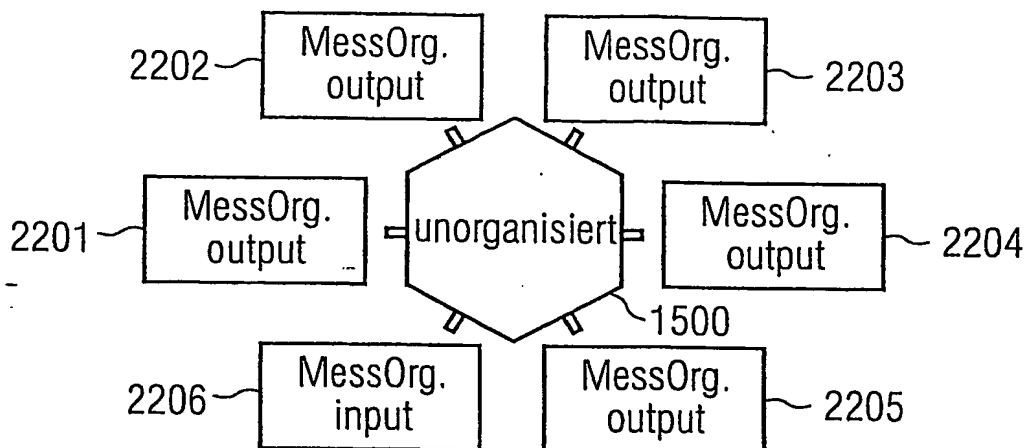 2202
MessOrg.
output
MessOrg.
output
2203
2201
MessOrg.
output
unorganisiert
MessOrg.
output
2204
1500
2206
MessOrg.
input
MessOrg.
output
2205